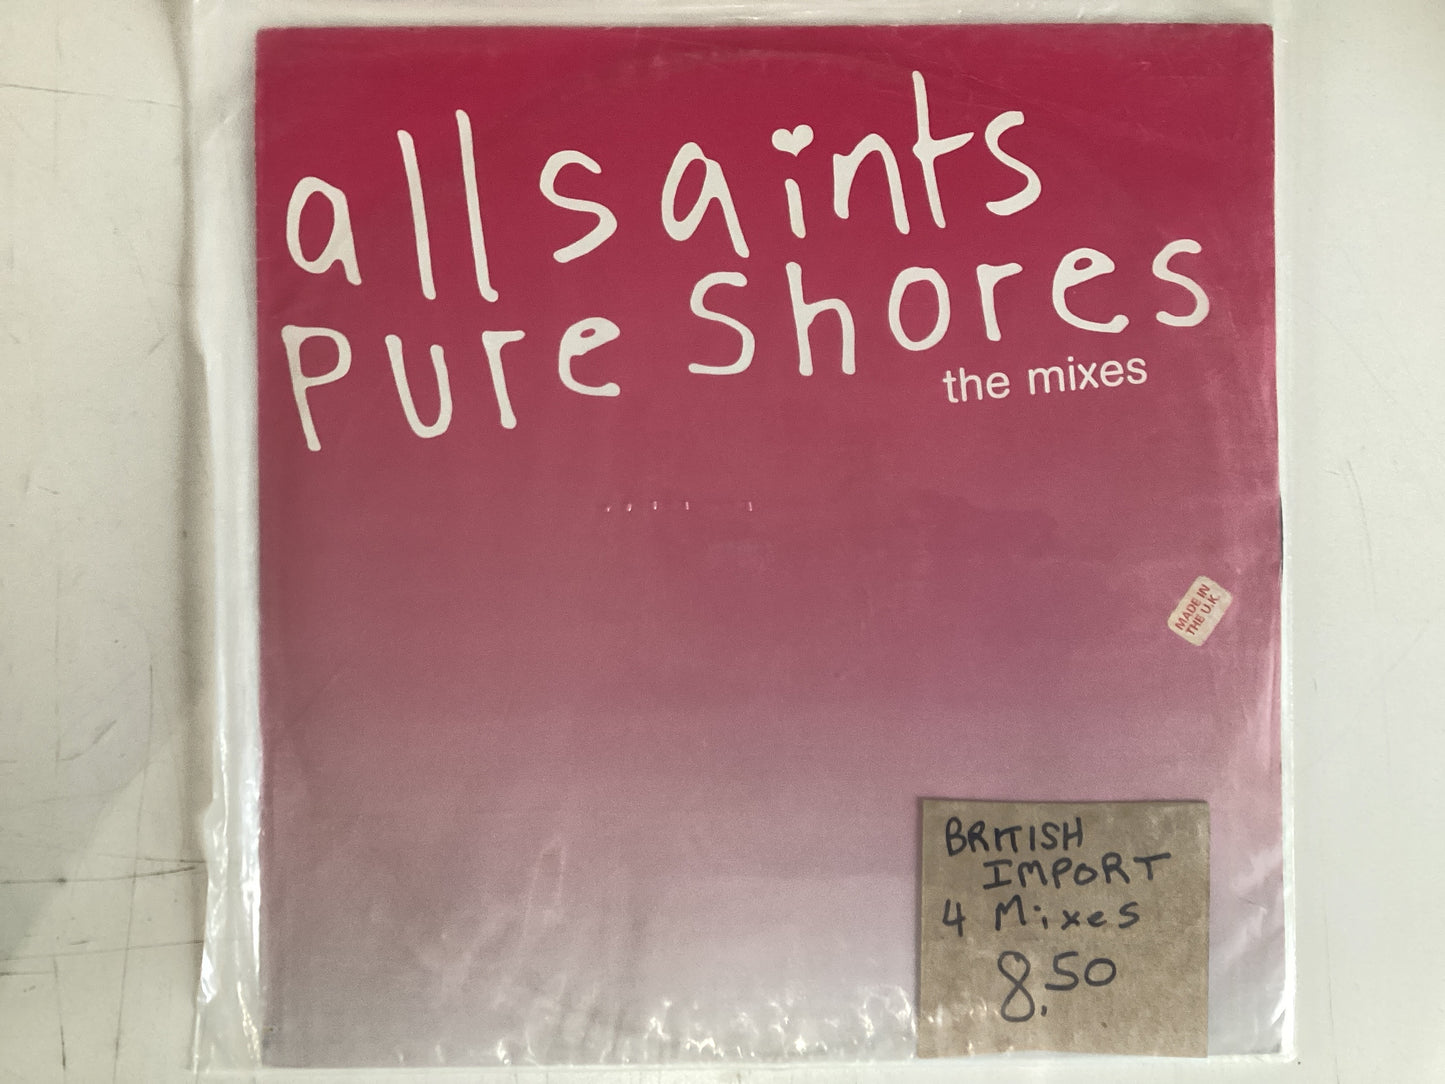 all saints
pure shores
the mixes
MADE IN
THE U.K.
BRITISH
IMPORT
4 Mixes
8.50